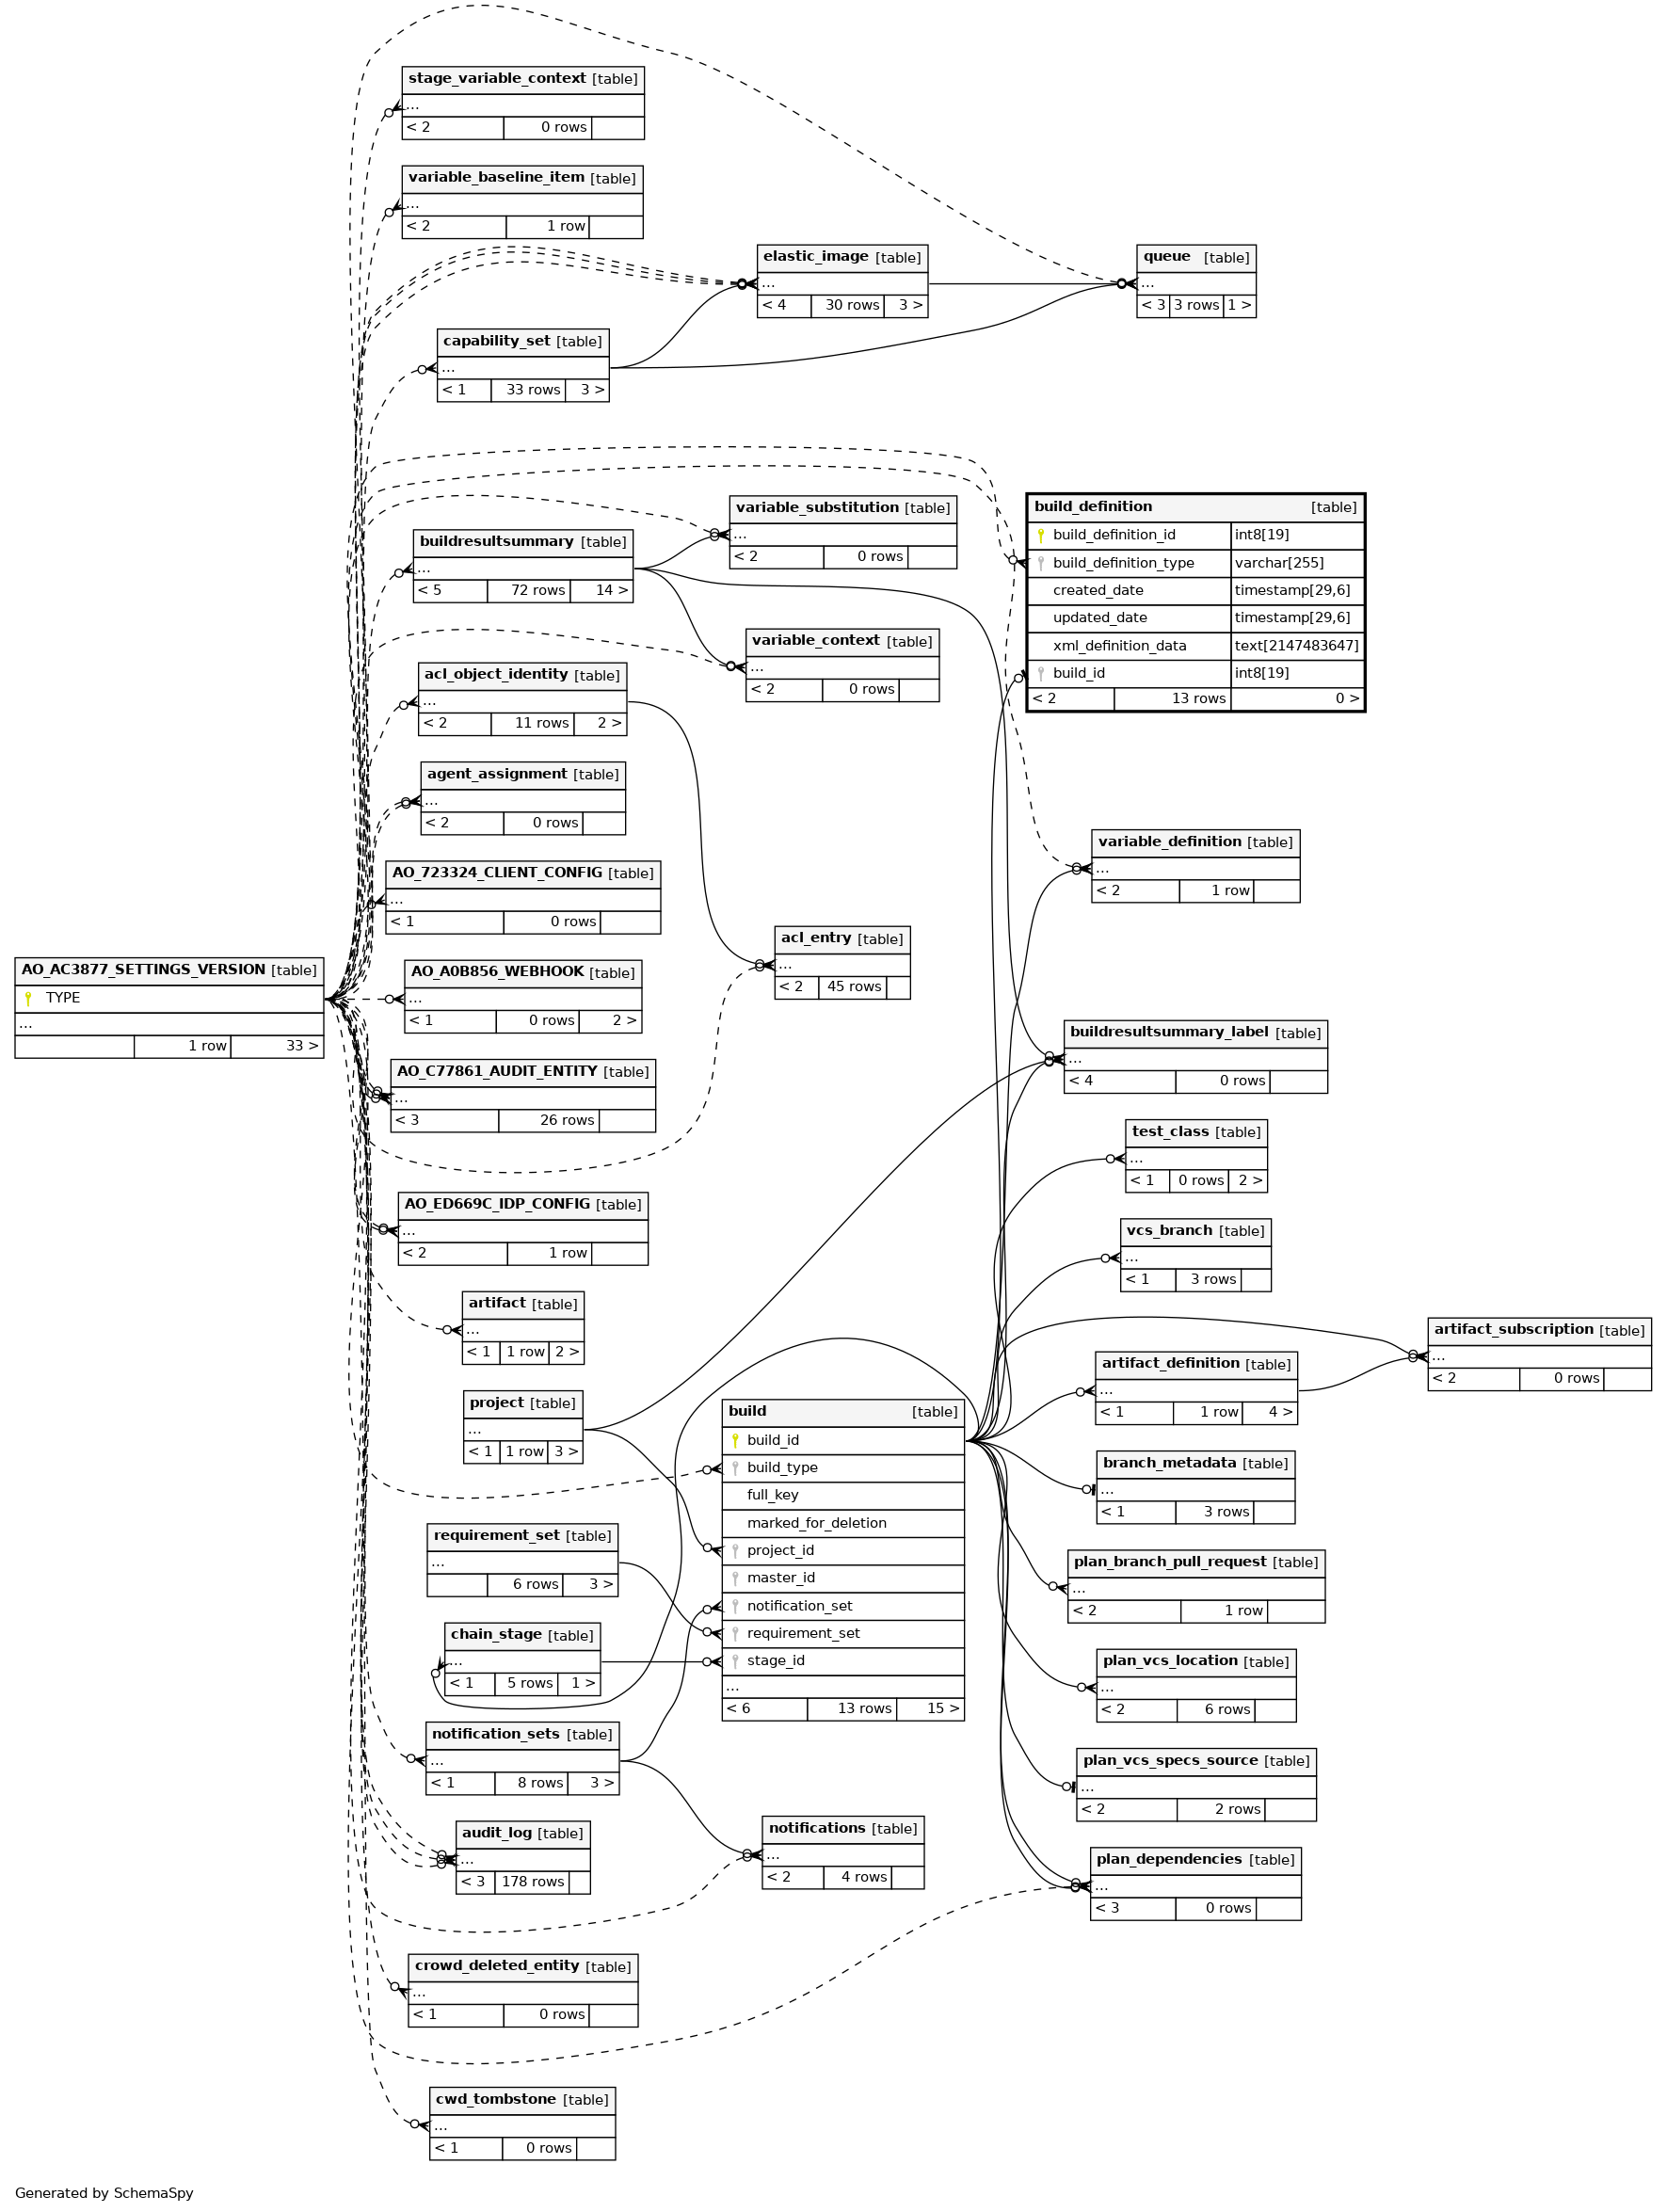 stage_variable_context [table]
...
< 2 0 rows
variable_baseline_item [table]
...
< 2 1 row
elastic_image [table]
...
< 4 30 rows 3 >
queue [table]
...
< 3 3 rows 1 >
capability_set [table]
...
< 1 33 rows 3 >
variable_substitution [table]
...
< 2 0 rows
build_definition [table]
build_definition_id int8[19]
build_definition_type varchar[255]
created_date timestamp[29,6]
updated_date timestamp[29,6]
xml_definition_data text[2147483647]
build_id int8[19]
< 2 13 rows 0 >
buildresultsummary [table]
...
< 5 72 rows 14 >
variable_context [table]
...
< 2 0 rows
acl_object_identity [table]
...
< 2 11 rows 2 >
agent_assignment [table]
...
< 2 0 rows
variable_definition [table]
...
< 2 1 row
AO_723324_CLIENT_CONFIG [table]
...
< 1 0 rows
acl_entry [table]
...
< 2 45 rows
AO_AC3877_SETTINGS_VERSION [table]
TYPE
...
1 row 33 >
AO_A0B856_WEBHOOK [table]
...
< 1 0 rows 2 >
buildresultsummary_label [table]
...
< 4 0 rows
AO_C77861_AUDIT_ENTITY [table]
...
< 3 26 rows
test_class [table]
...
< 1 0 rows 2 >
AO_ED669C_IDP_CONFIG [table]
...
< 2 1 row
vcs_branch [table]
...
< 1 3 rows
artifact [table]
...
< 1 1 row 2 >
artifact_subscription [table]
...
< 2 0 rows
artifact_definition [table]
...
< 1 1 row 4 >
project [table]
...
< 1 1 row 3 >
build [table]
build_id
build_type
full_key
marked_for_deletion
project_id
master_id
notification_set
requirement_set
stage_id
...
< 6 13 rows 15 >
branch_metadata [table]
...
< 1 3 rows
requirement_set [table]
...
6 rows 3 >
plan_branch_pull_request [table]
...
< 2 1 row
chain_stage [table]
...
< 1 5 rows 1 >
plan_vcs_location [table]
...
< 2 6 rows
notification_sets [table]
...
< 1 8 rows 3 >
plan_vcs_specs_source [table]
...
< 2 2 rows
audit_log [table]
...
< 3 178 rows
notifications [table]
...
< 2 4 rows
plan_dependencies [table]
...
< 3 0 rows
crowd_deleted_entity [table]
...
< 1 0 rows
cwd_tombstone [table]
...
< 1 0 rows
Generated by SchemaSpy